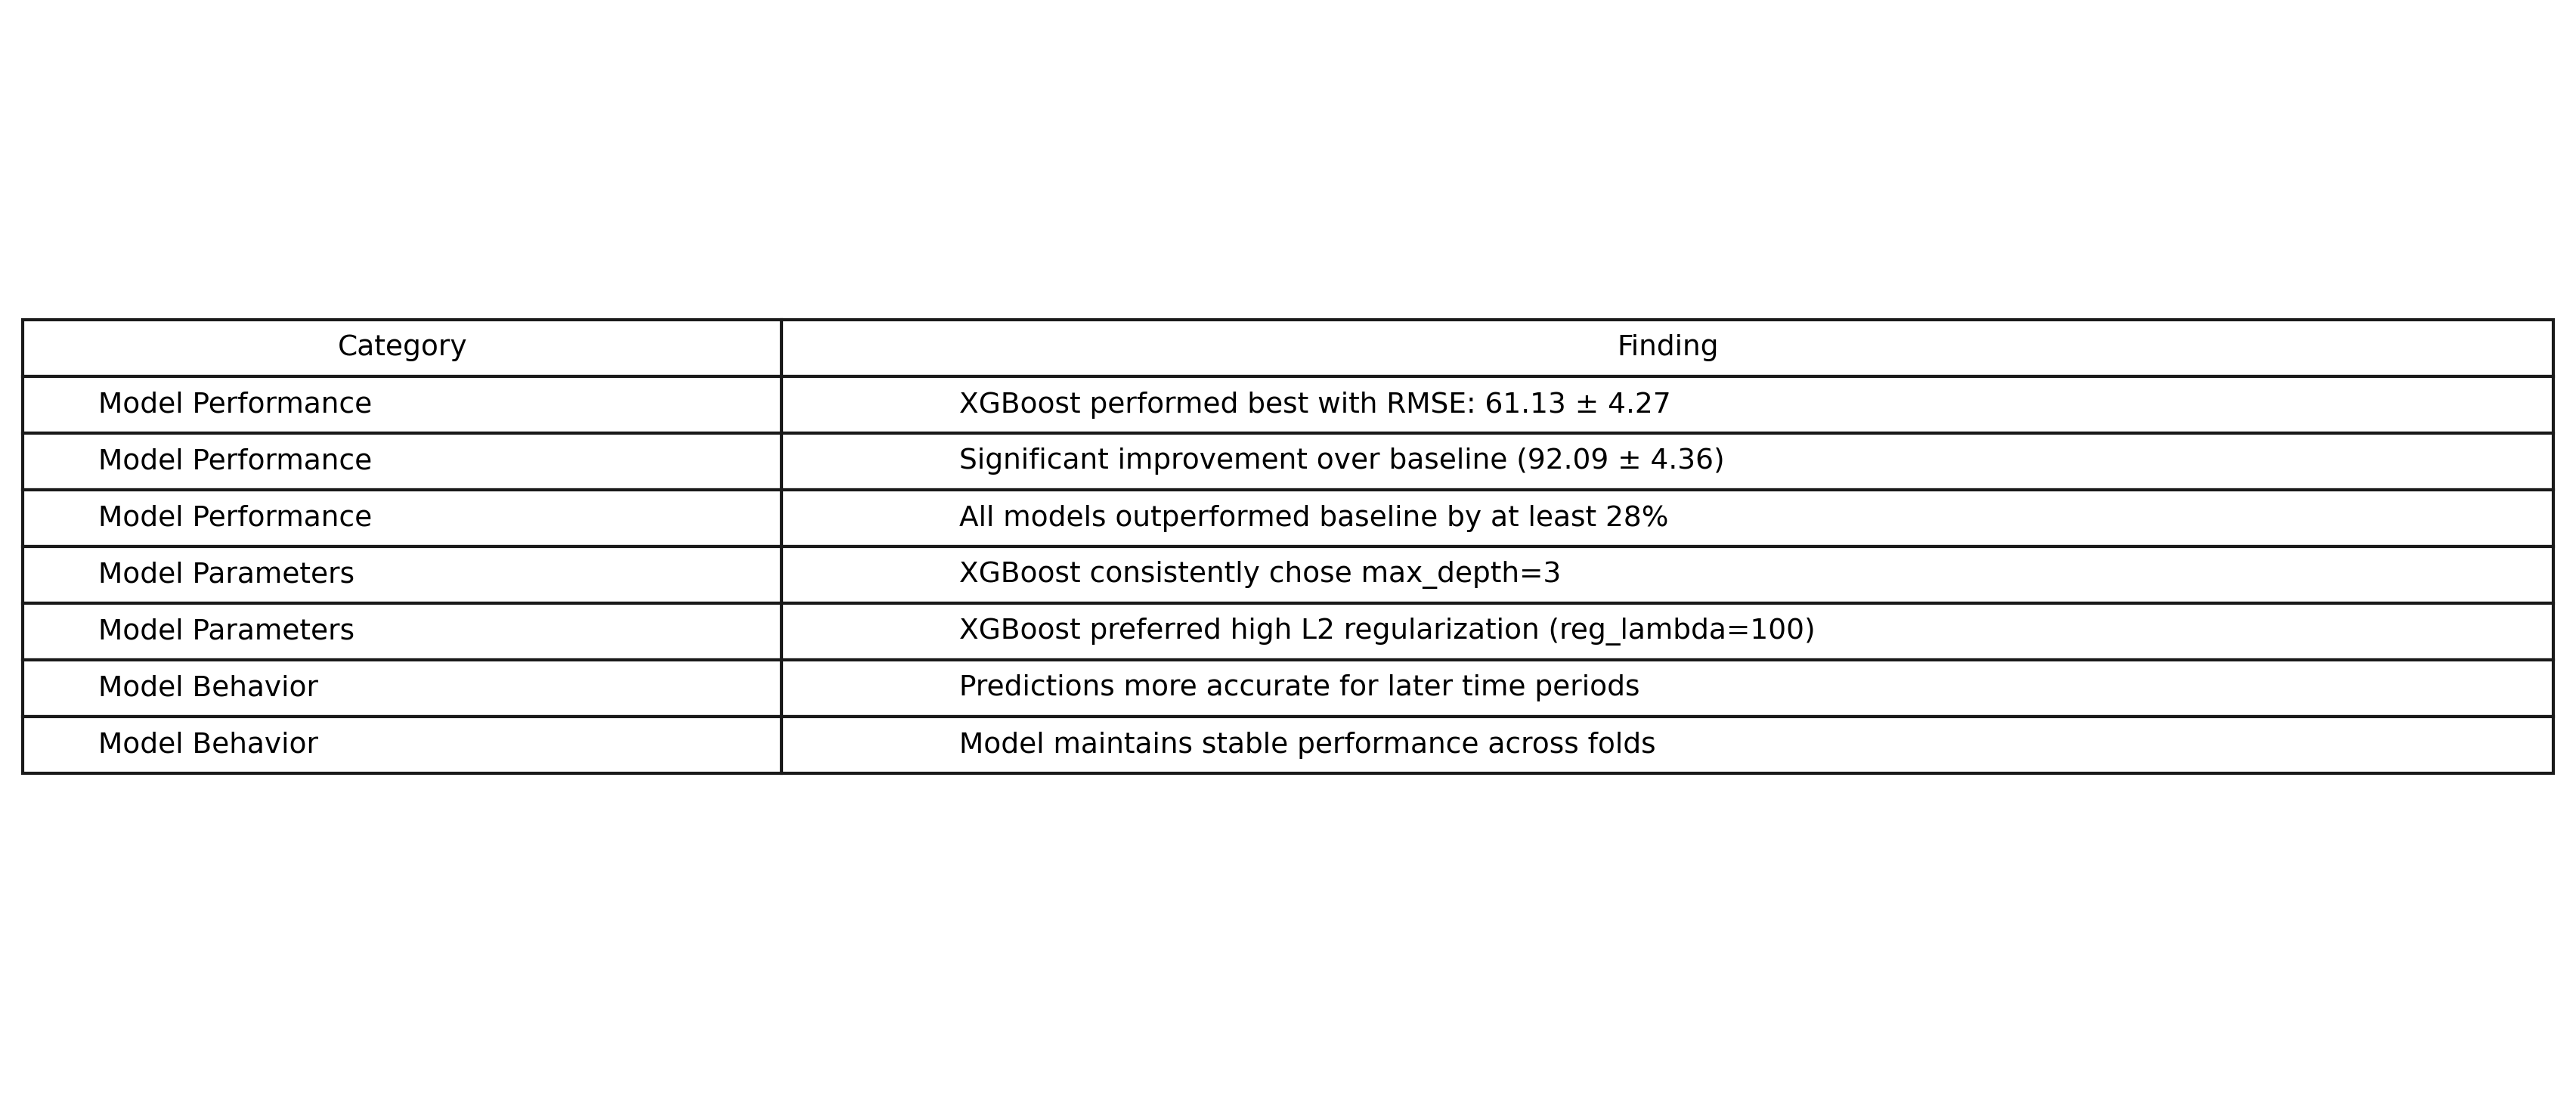 Category Finding
Model Performance XGBoost performed best with RMSE: 61.13 ± 4.27
Model Performance Significant improvement over baseline (92.09 ± 4.36)
Model Performance All models outperformed baseline by at least 28%
Model Parameters XGBoost consistently chose max_depth=3
Model Parameters XGBoost preferred high L2 regularization (reg_lambda=100)
Model Behavior Predictions more accurate for later time periods
Model Behavior Model maintains stable performance across folds